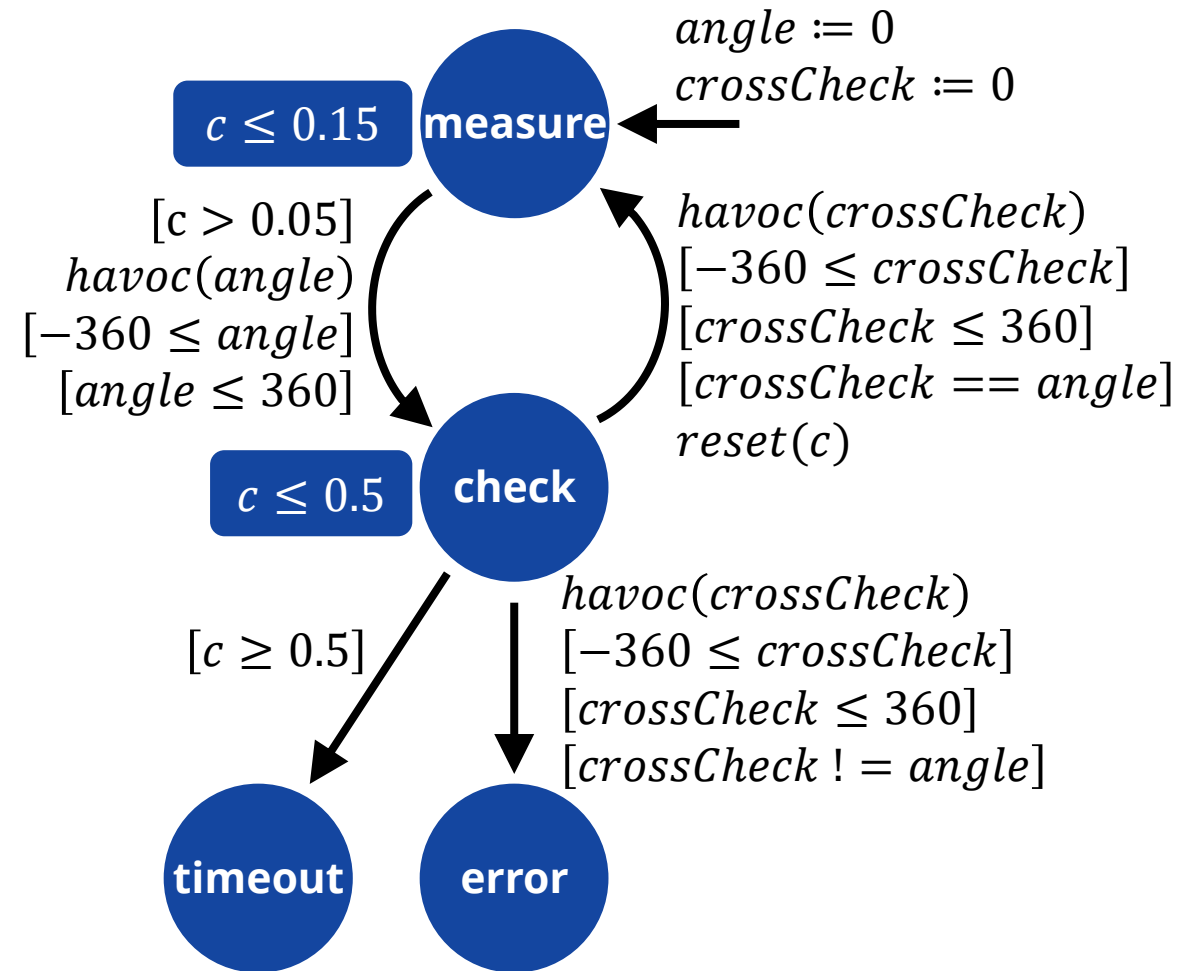 angle ≔ 0
crossCheck ≔ 0
c ≤ 0.15
measure
[c > 0.05]
havoc(angle)
[−360 ≤ angle]
[angle ≤ 360]
havoc(crossCheck)
[−360 ≤ crossCheck]
[crossCheck ≤ 360]
[crossCheck == angle]
reset(c)
c ≤ 0.5
check
[c ≥ 0.5]
havoc(crossCheck)
[−360 ≤ crossCheck]
[crossCheck ≤ 360]
[crossCheck ! = angle]
timeout
error